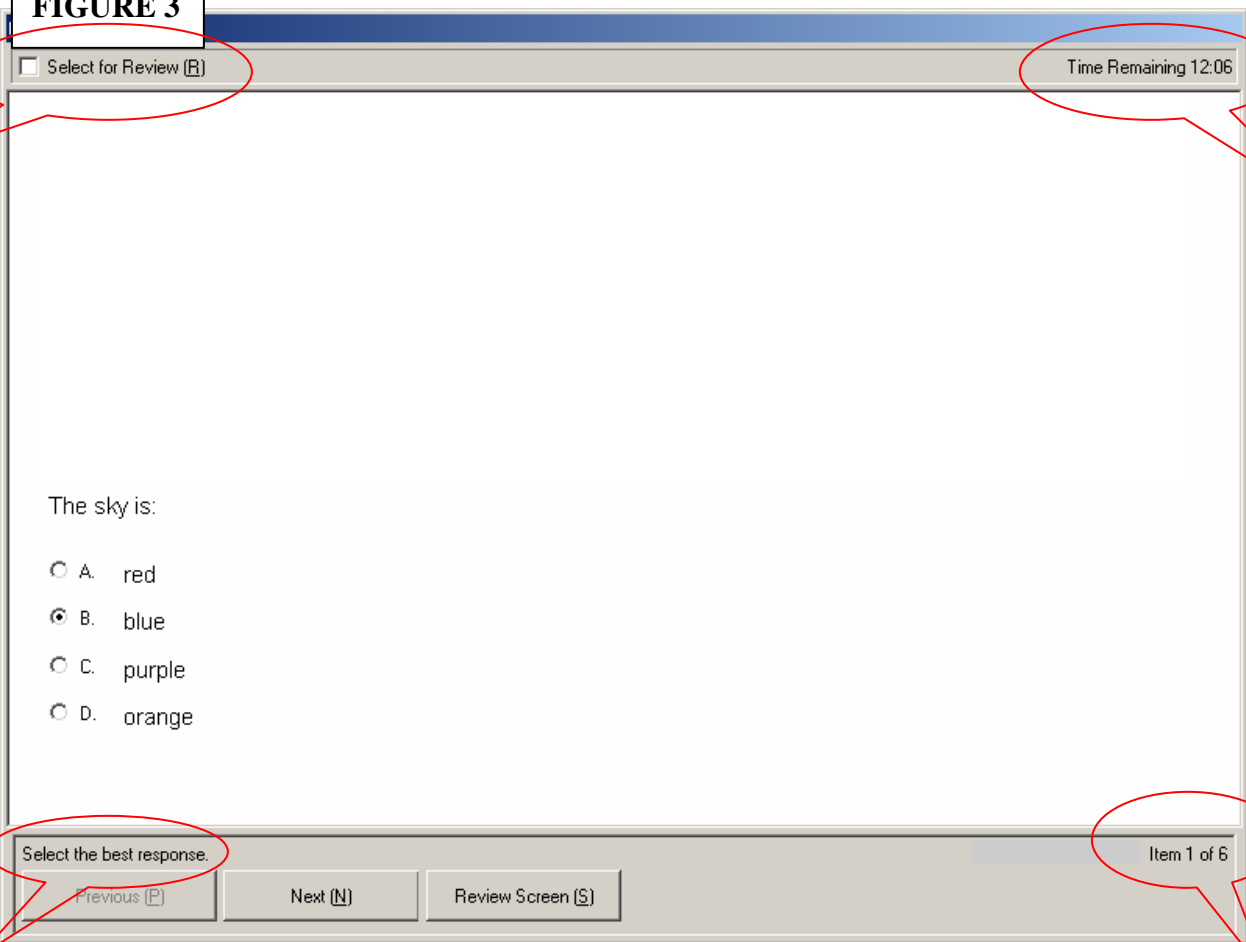 FIGURE 3
Select for Review (R)
Time Remaining 12:06
The sky is:
A. red
B. blue
C. purple
D. orange
Select the best response.
Item 1 of 6
Previous (P)
Next (N)
Review Screen (S)